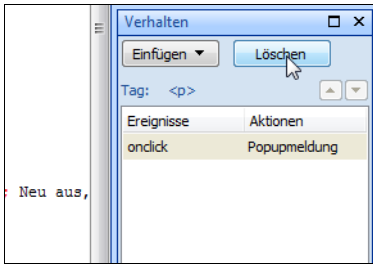 Verhalten
Einfügen Löschen
Tag: <p>
Ereignisse Aktionen
onclick Popupmeldung
: Neu aus,